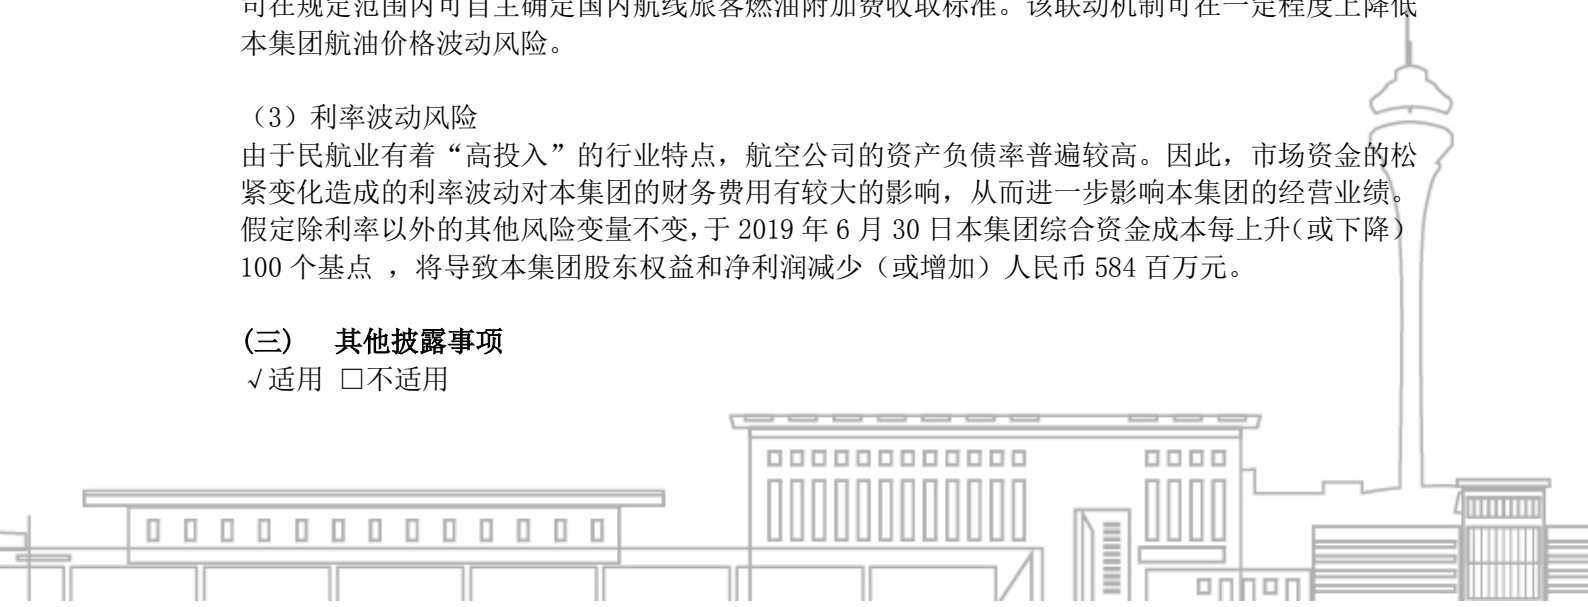 司在规定范围内可自主确定国内航线旅客燃油附加费收取标准。该联动机制可在一定程度上降低
本集团航油价格波动风险。
（3）利率波动风险
由于民航业有着“高投入”的行业特点，航空公司的资产负债率普遍较高。因此，市场资金的松
紧变化造成的利率波动对本集团的财务费用有较大的影响，从而进一步影响本集团的经营业绩。
假定除利率以外的其他风险变量不变，于 2019 年 6 月 30 日本集团综合资金成本每上升（或下降）
100 个基点 ，将导致本集团股东权益和净利润减少（或增加）人民币 584 百万元。
(三) 其他披露事项
√适用 □不适用